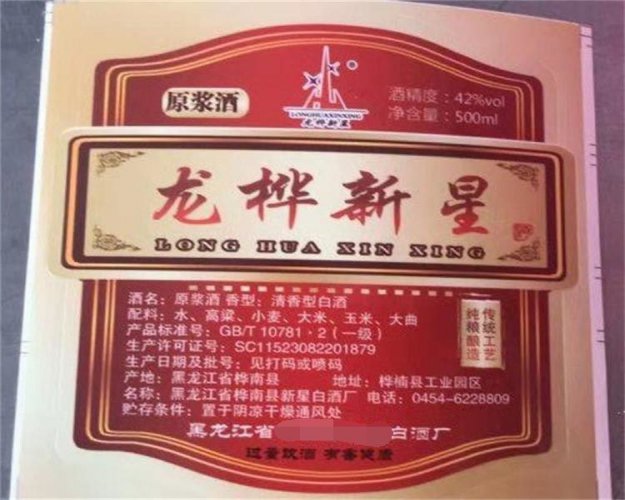 原浆酒
LONGHUAXINXING
龙桦新星
酒精度：42%vol
净含量：500ml
龙桦新星
LONG HUA XIN XING
酒名：原浆酒 香型：清香型白酒
配料：水、高粱、小麦、大米、玉米、大曲
产品标准号：GB/T 10781·2（一级）
生产许可证号：SC11523082201879
生产日期及批号：见打码或喷码
产地：黑龙江省桦南县 地址：桦楠县工业园区
名称：黑龙江省桦南县新星白酒厂 电话：0454-6228809
贮存条件：置于阴凉干燥通风处
传统工艺
纯粮酿造
黑龙江省 白酒厂
过量饮酒 有害健康